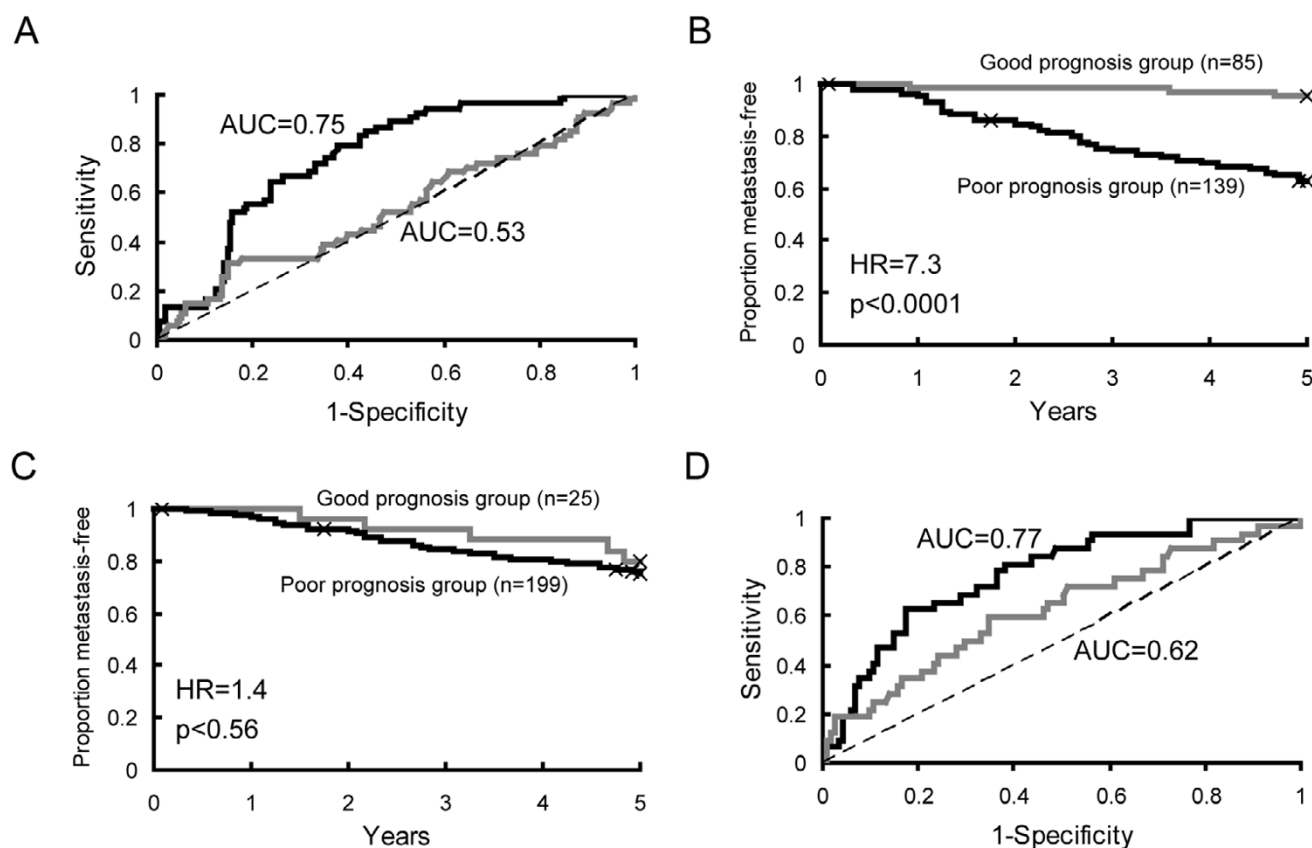 A
Sensitivity
1.0
0.8
0.6
0.4
0.2
0
AUC=0.75
AUC=0.53
0 0.2 0.4 0.6 0.8 1
1-Specificity
B
Proportion metastasis-free
1
0.8
0.6
0.4
0.2
0
Good prognosis group (n=85)
Poor prognosis group (n=139)
HR=7.3
p<0.0001
0 1 2 3 4 5
Years
C
Proportion metastasis-free
1
0.8
0.6
0.4
0.2
0
Good prognosis group (n=25)
Poor prognosis group (n=199)
HR=1.4
p<0.56
0 1 2 3 4 5
Years
D
Sensitivity
1.0
0.8
0.6
0.4
0.2
0
AUC=0.77
AUC=0.62
0 0.2 0.4 0.6 0.8 1
1-Specificity